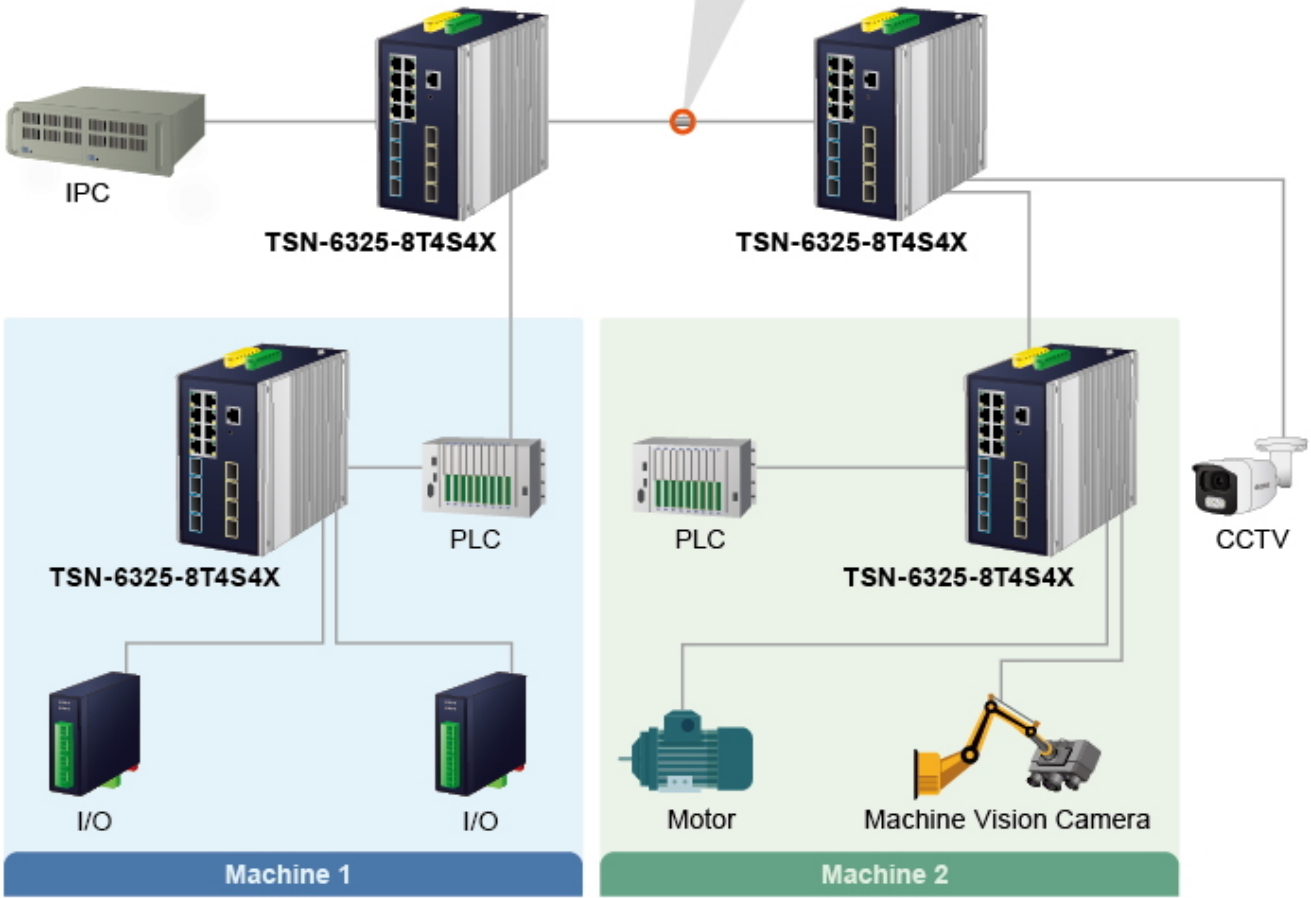 IPC
TSN-6325-8T4S4X
TSN-6325-8T4S4X
TSN-6325-8T4S4X
PLC
I/O
I/O
Machine 1
PLC
TSN-6325-8T4S4X
Motor
Machine Vision Camera
Machine 2
CCTV